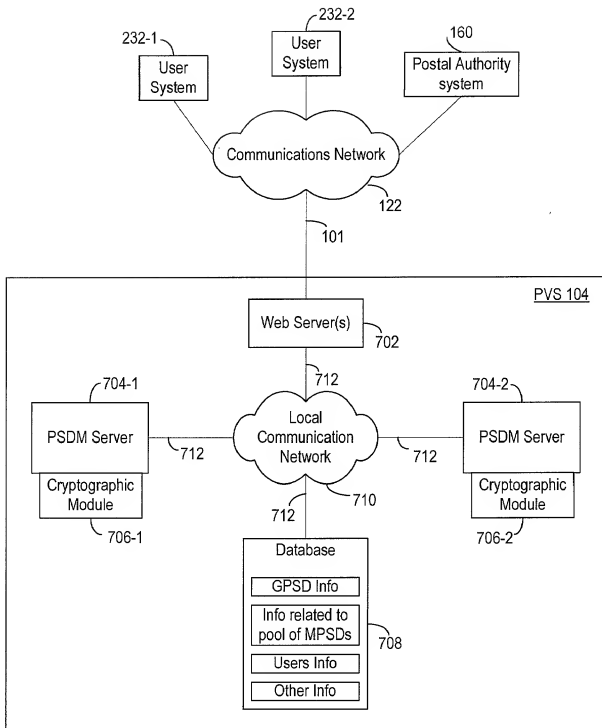 232-2
232-1
160
User
System
User
System
Postal Authority
system
Communications Network
122
101
PVS 104
Web Server(s)
702
712
704-1
704-2
PSDM Server
Local
Communication
Network
PSDM Server
712
712
Cryptographic
Module
710
Cryptographic
Module
712
706-1
706-2
Database
GPSD Info
Info related to
pool of MPSDs
708
Users Info
Other Info